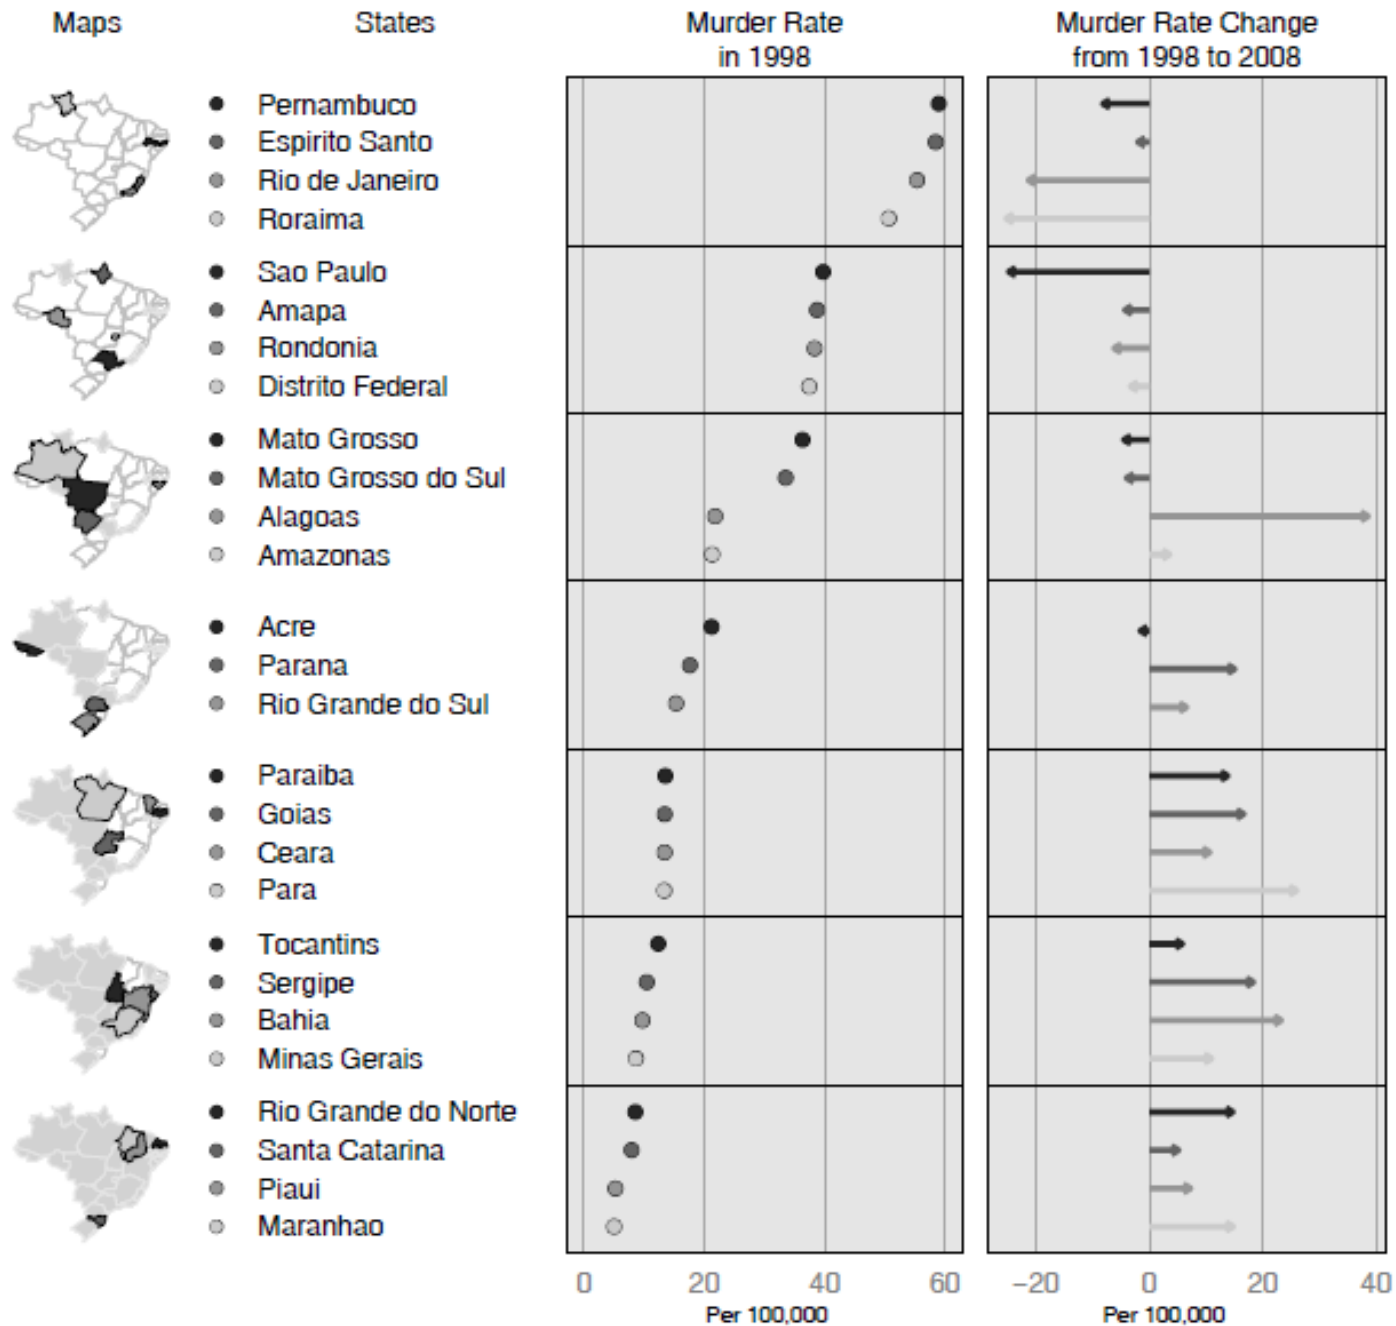 Maps States Murder Rate Murder Rate Change
in 1998 from 1998 to 2008
Pernambuco
Espirito Santo
Rio de Janeiro
Roraima
Sao Paulo
Amapa
Rondonia
Distrito Federal
Mato Grosso
Mato Grosso do Sul
Alagoas
Amazonas
Acre
Parana
Rio Grande do Sul
Paraiba
Goias
Ceara
Para
Tocantins
Sergipe
Bahia
Minas Gerais
Rio Grande do Norte
Santa Catarina
Piaui
Maranhao
0 20 40 60 −20 0 20 40
Per 100,000 Per 100,000